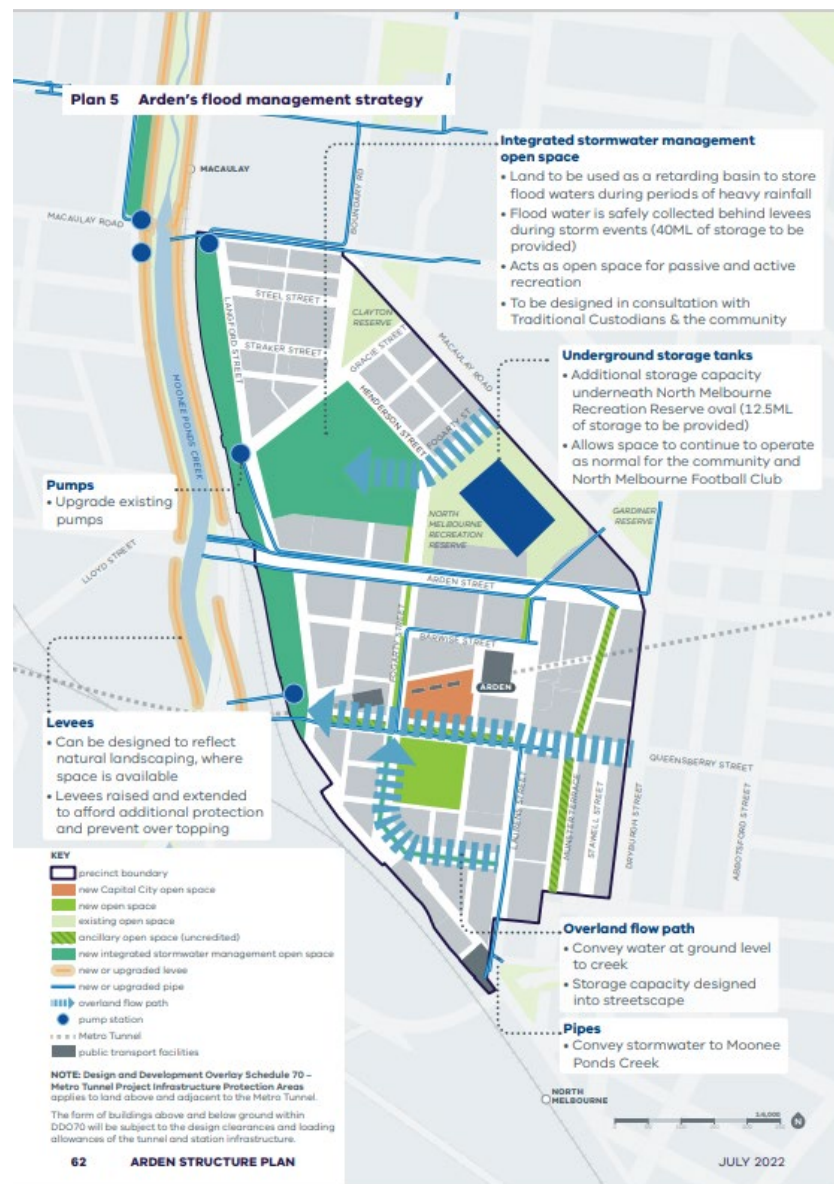 Plan 5 Arden's flood management strategy
Integrated stormwater management
open space
• Land to be used as a retarding basin to store
flood waters during periods of heavy rainfall
• Flood water is safely collected behind levees
during storm events (40ML of storage to be
provided)
• Acts as open space for passive and active
recreation
• To be designed in consultation with
Traditional Custodians & the community
MACAULAY
MACAULAY ROAD
BOUNDARY RD
STEEL STREET
LANGFORD STREET
CLAYTON
RESERVE
STRAKER STREET
GRACIE STREET
MACAULAY ROAD
HENDERSON STREET
FOGARTY ST
MOONEE PONDS CREEK
Underground storage tanks
• Additional storage capacity
underneath North Melbourne
Recreation Reserve oval (12.5ML
of storage to be provided)
• Allows space to continue to operate
as normal for the community and
North Melbourne Football Club
Pumps
• Upgrade existing
pumps
NORTH
MELBOURNE
RECREATION
RESERVE
GARDINER
RESERVE
LLOYD STREET
ARDEN STREET
FOGARTY STREET
BARWISE STREET
ARDEN
Levees
• Can be designed to reflect
natural landscaping, where
space is available
• Levees raised and extended
to afford additional protection
and prevent over topping
QUEENSBERRY STREET
LAURENS STREET
MUNSTER TERRACE
STAWELL STREET
DRYBURGH STREET
ABBOTSFORD STREET
KEY
precinct boundary
new Capital City open space
new open space
existing open space
ancillary open space (uncredited)
new integrated stormwater management open space
new or upgraded levee
new or upgraded pipe
overland flow path
pump station
Metro Tunnel
public transport facilities
Overland flow path
• Convey water at ground level
to creek
• Storage capacity designed
into streetscape
Pipes
• Convey stormwater to Moonee
Ponds Creek
NOTE: Design and Development Overlay Schedule 70 –
Metro Tunnel Project Infrastructure Protection Areas
applies to land above and adjacent to the Metro Tunnel.
The form of buildings above and below ground within
DDO70 will be subject to the design clearances and loading
allowances of the tunnel and station infrastructure.
NORTH
MELBOURNE
N
62 ARDEN STRUCTURE PLAN
JULY 2022